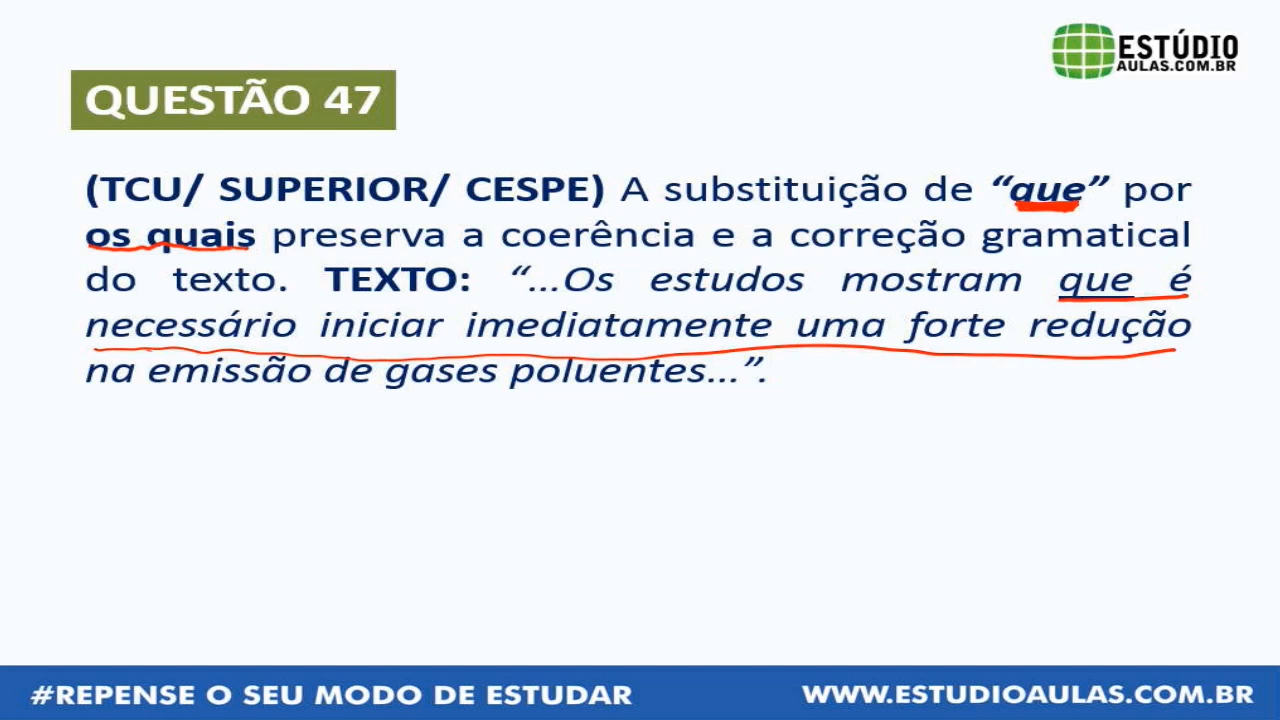 ESTÚDIO
AULAS.COM.BR
QUESTÃO 47
(TCU/ SUPERIOR/ CESPE) A substituição de “que” por
os quais preserva a coerência e a correção gramatical
do texto. TEXTO: “...Os estudos mostram que é
necessário iniciar imediatamente uma forte redução
na emissão de gases poluentes...”.
#REPENSE O SEU MODO DE ESTUDAR
WWW.ESTUDIOAULAS.COM.BR